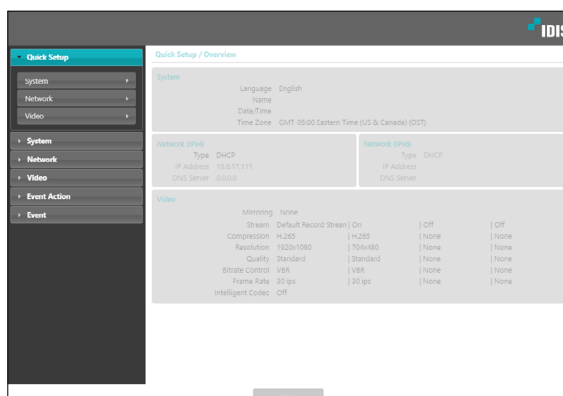 IDIS
Quick Setup
Quick Setup / Overview
System
Network
Video
System
Network
Video
Event Action
Event
System
Language English
Name
Date/Time
Time Zone GMT-05:00 Eastern Time (US & Canada) (DST)
Network (IPv4)
Type DHCP
IP Address 10.0.17.111
DNS Server 0.0.0.0
Network (IPv6)
Type DHCP
IP Address
DNS Server
Video
Mirroring None
Stream Default Record Stream | On | Off | Off
Compression H.265 | H.265 | None | None
Resolution 1920x1080 | 704x480 | None | None
Quality Standard | Standard | None | None
Bitrate Control VBR | VBR | None | None
Frame Rate 30 ips | 30 ips | None | None
Intelligent Codec Off